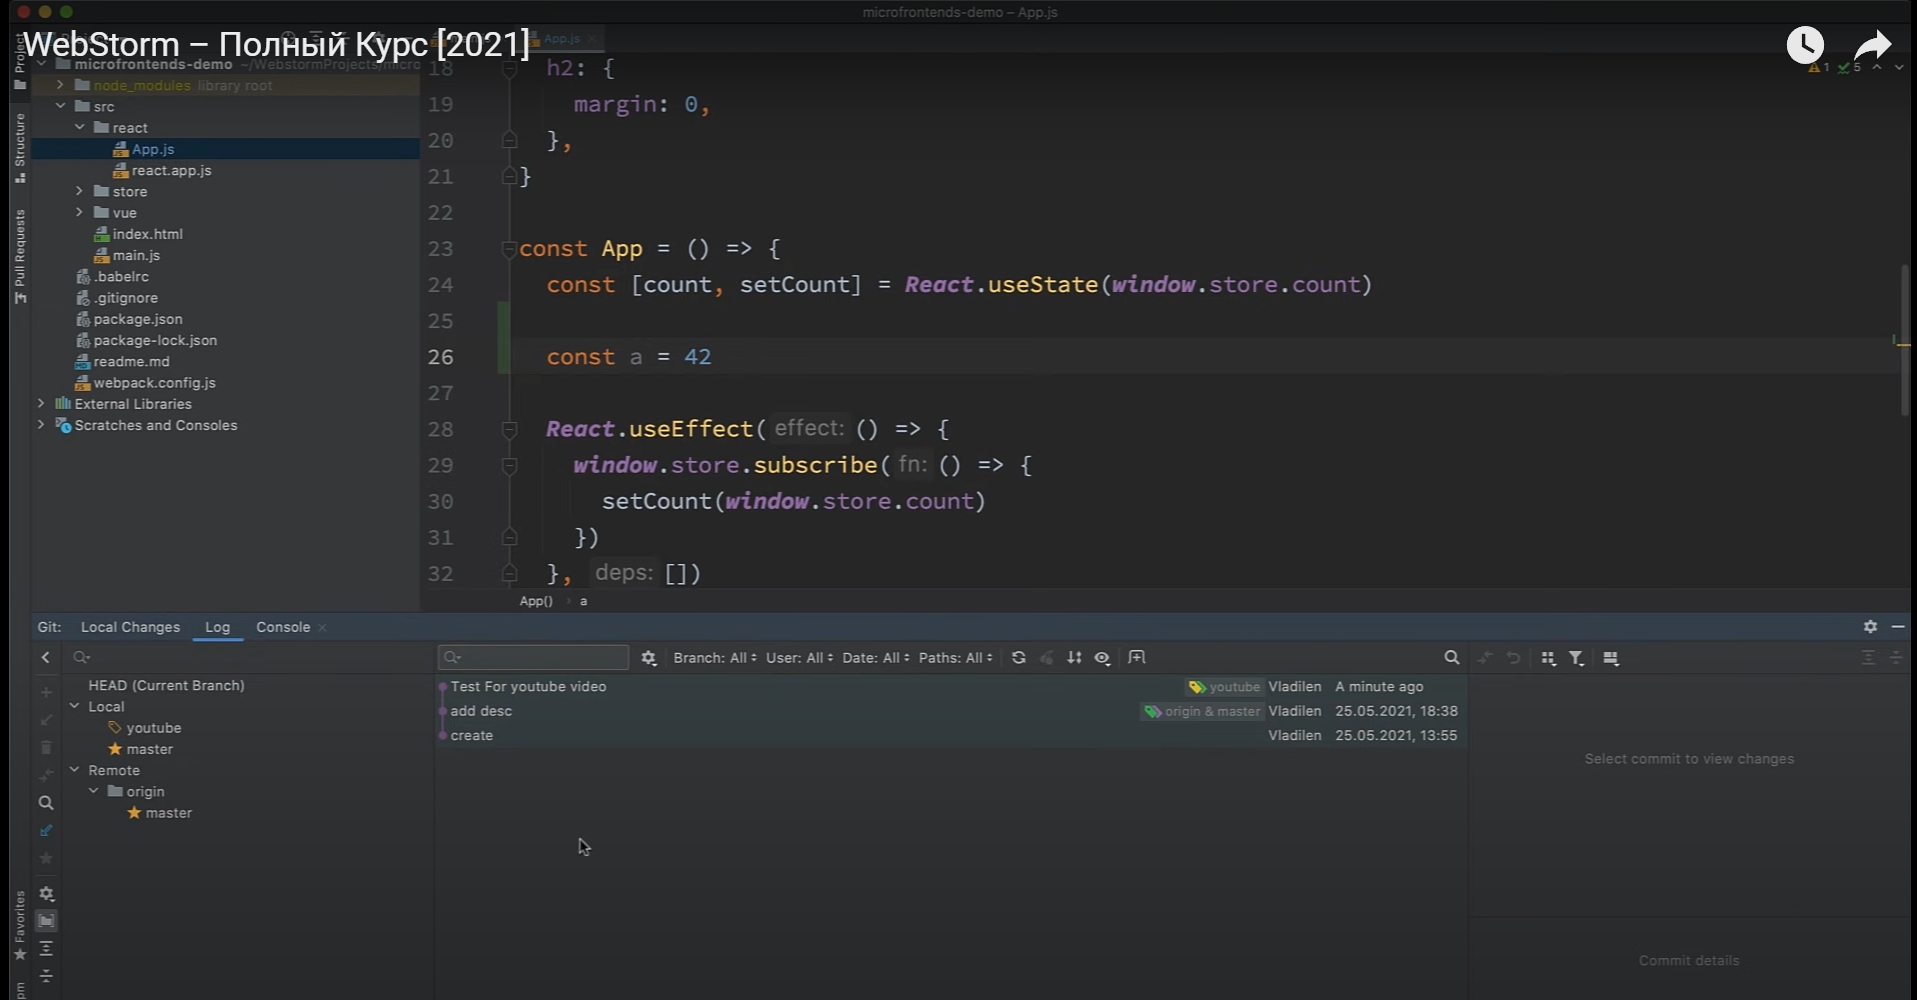 microfrontends-demo – App.js
WebStorm – Полный Курс [2021]
App.js
Project
Structure
Pull Requests
Favorites
microfrontends-demo ~/WebstormProjects/micro
node_modules library root
src
react
App.js
react.app.js
store
vue
index.html
main.js
.babelrc
.gitignore
package.json
package-lock.json
readme.md
webpack.config.js
External Libraries
Scratches and Consoles
1 5
18 h2: {
19 margin: 0,
20 },
21 }
22
23 const App = () => {
24 const [count, setCount] = React.useState(window.store.count)
25
26 const a = 42
27
28 React.useEffect( effect: () => {
29 window.store.subscribe( fn: () => {
30 setCount(window.store.count)
31 })
32 }, deps: [])
App() › a
Git: Local Changes Log Console
Branch: All User: All Date: All Paths: All
HEAD (Current Branch)
Local
youtube
master
Remote
origin
master
Test For youtube video youtube Vladilen A minute ago
add desc origin & master Vladilen 25.05.2021, 18:38
create Vladilen 25.05.2021, 13:55
Select commit to view changes
Commit details